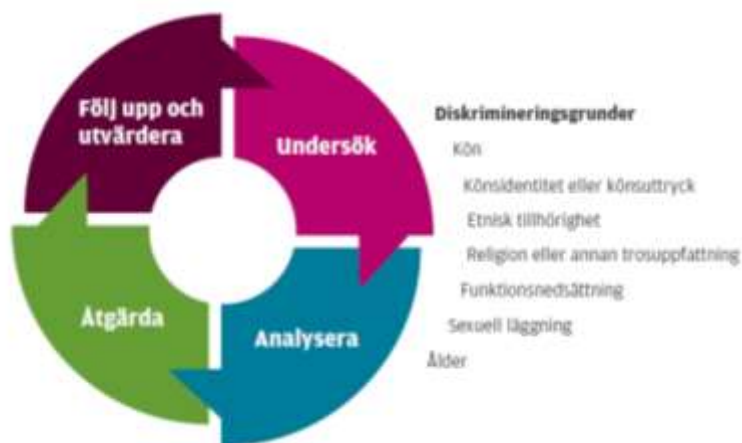 Följ upp och
utvärdera
Undersök
Åtgärda
Analysera
Diskrimineringsgrunder
Kön
Könsidentitet eller könsuttryck
Etnisk tillhörighet
Religion eller annan trosuppfattning
Funktionsnedsättning
Sexuell läggning
Ålder